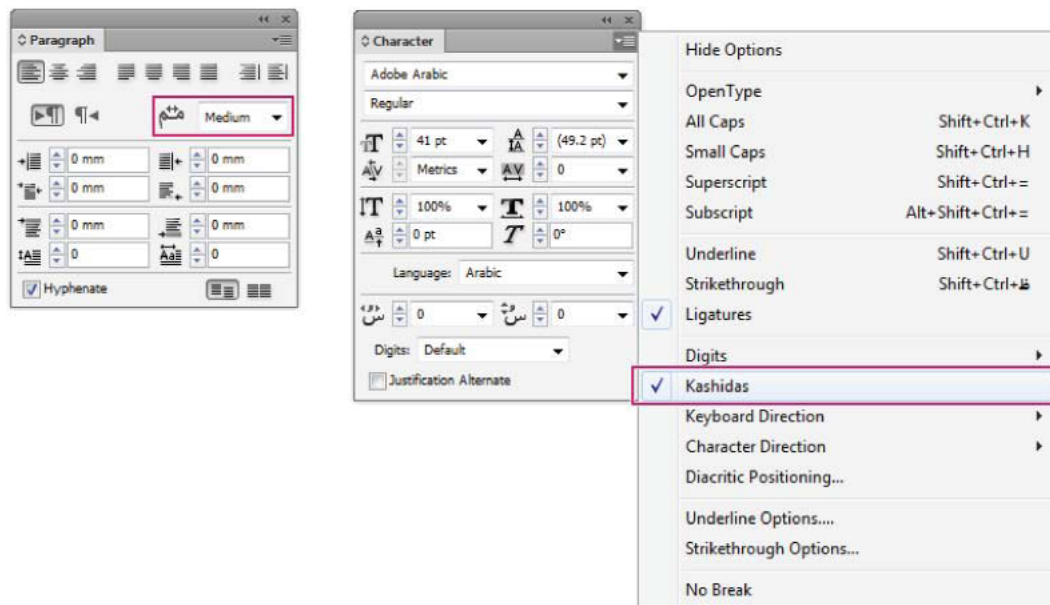 Paragraph
متم Medium
0 mm 0 mm
0 mm 0 mm
0 mm 0 mm
0 0
Hyphenate
Character
Adobe Arabic
Regular
41 pt (49.2 pt)
Metrics 0
100% 100%
0 pt 0°
Language: Arabic
0 0
Digits: Default
Justification Alternate
Hide Options
OpenType
All Caps Shift+Ctrl+K
Small Caps Shift+Ctrl+H
Superscript Shift+Ctrl+=
Subscript Alt+Shift+Ctrl+=
Underline Shift+Ctrl+U
Strikethrough Shift+Ctrl+
Ligatures
Digits
Kashidas
Keyboard Direction
Character Direction
Diacritic Positioning...
Underline Options....
Strikethrough Options...
No Break